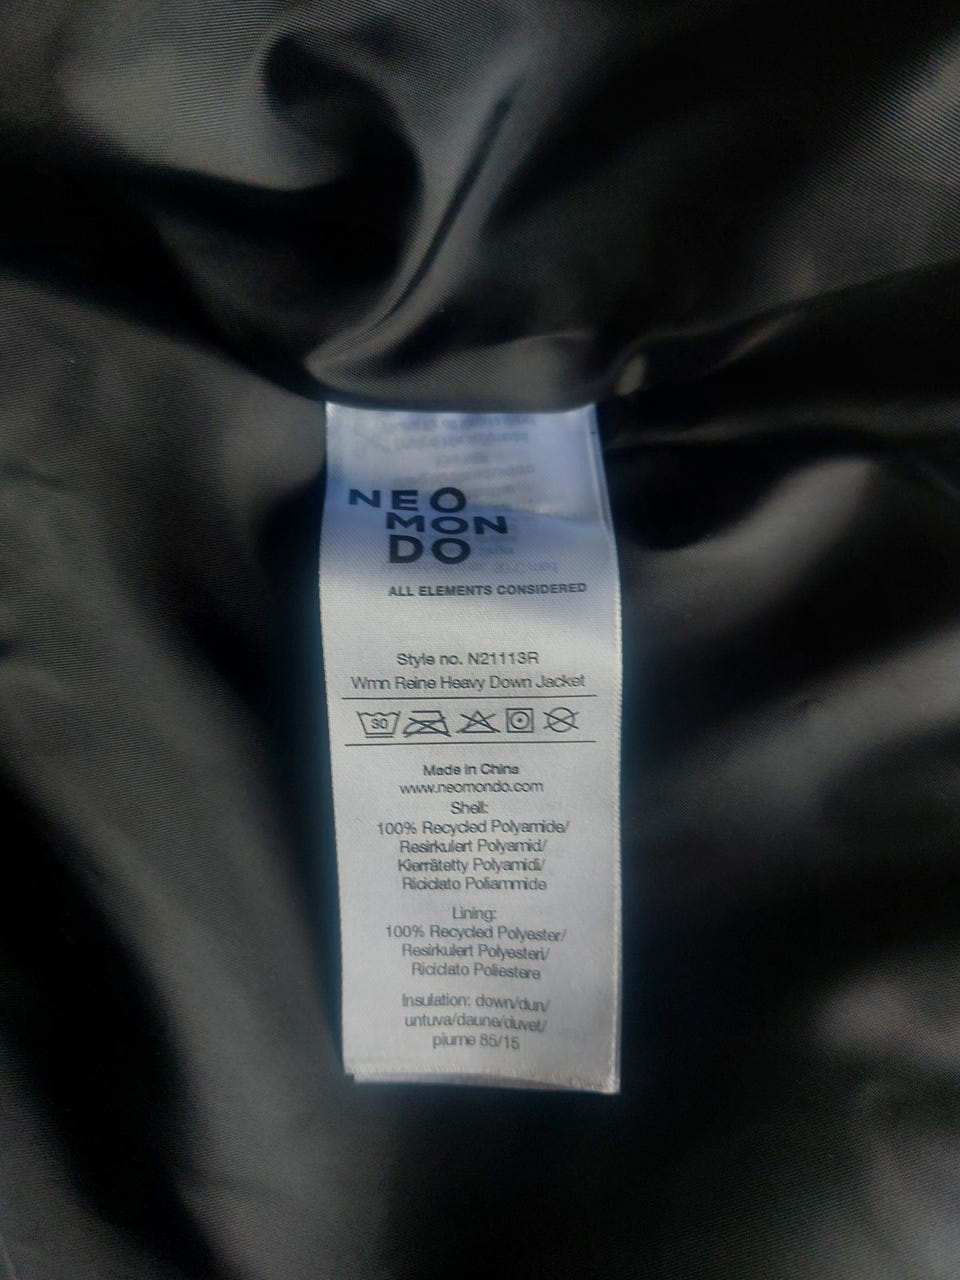 NEO
MON
DO
ALL ELEMENTS CONSIDERED
Style no. N21113R
Wmn Reine Heavy Down Jacket
30
Made in China
www.neomondo.com
Shell:
100% Recycled Polyamide/
Resirkulert Polyamid/
Kierrätetty Polyamidi/
Riciclato Poliammide
Lining:
100% Recycled Polyester/
Resirkulert Polyesteri/
Riciclato Poliestere
Insulation: down/dun/
untuva/daune/duvet/
piume 85/15